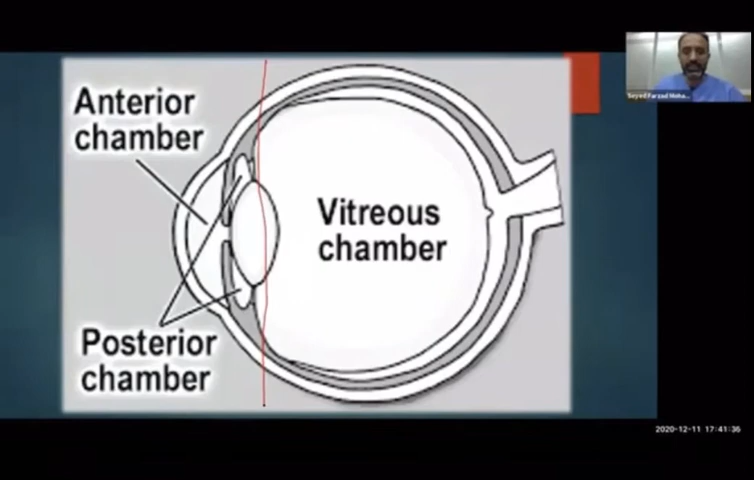 Anterior
chamber
Vitreous
chamber
Posterior
chamber
2020-12-11 17:41:36